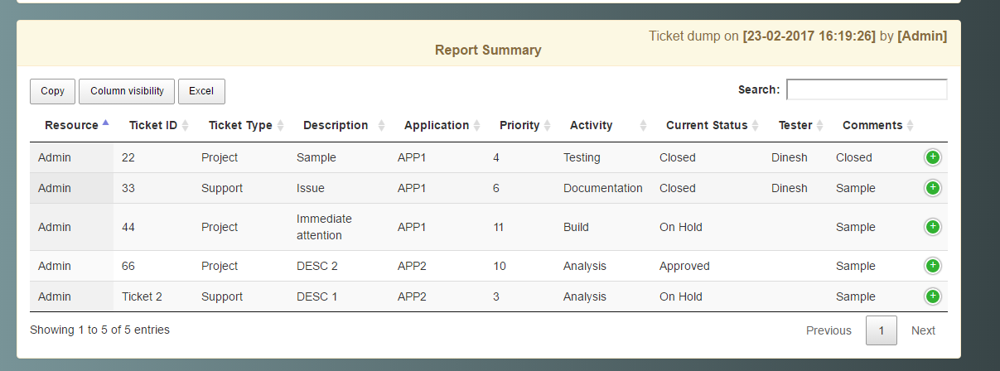 Ticket dump on [23-02-2017 16:19:26] by [Admin]
Report Summary
Copy Column visibility Excel Search:
Resource Ticket ID Ticket Type Description Application Priority Activity Current Status Tester Comments
Admin 22 Project Sample APP1 4 Testing Closed Dinesh Closed +
Admin 33 Support Issue APP1 6 Documentation Closed Dinesh Sample +
Admin 44 Project Immediate attention APP1 11 Build On Hold Sample +
Admin 66 Project DESC 2 APP2 10 Analysis Approved Sample +
Admin Ticket 2 Support DESC 1 APP2 3 Analysis On Hold Sample +
Showing 1 to 5 of 5 entries Previous 1 Next